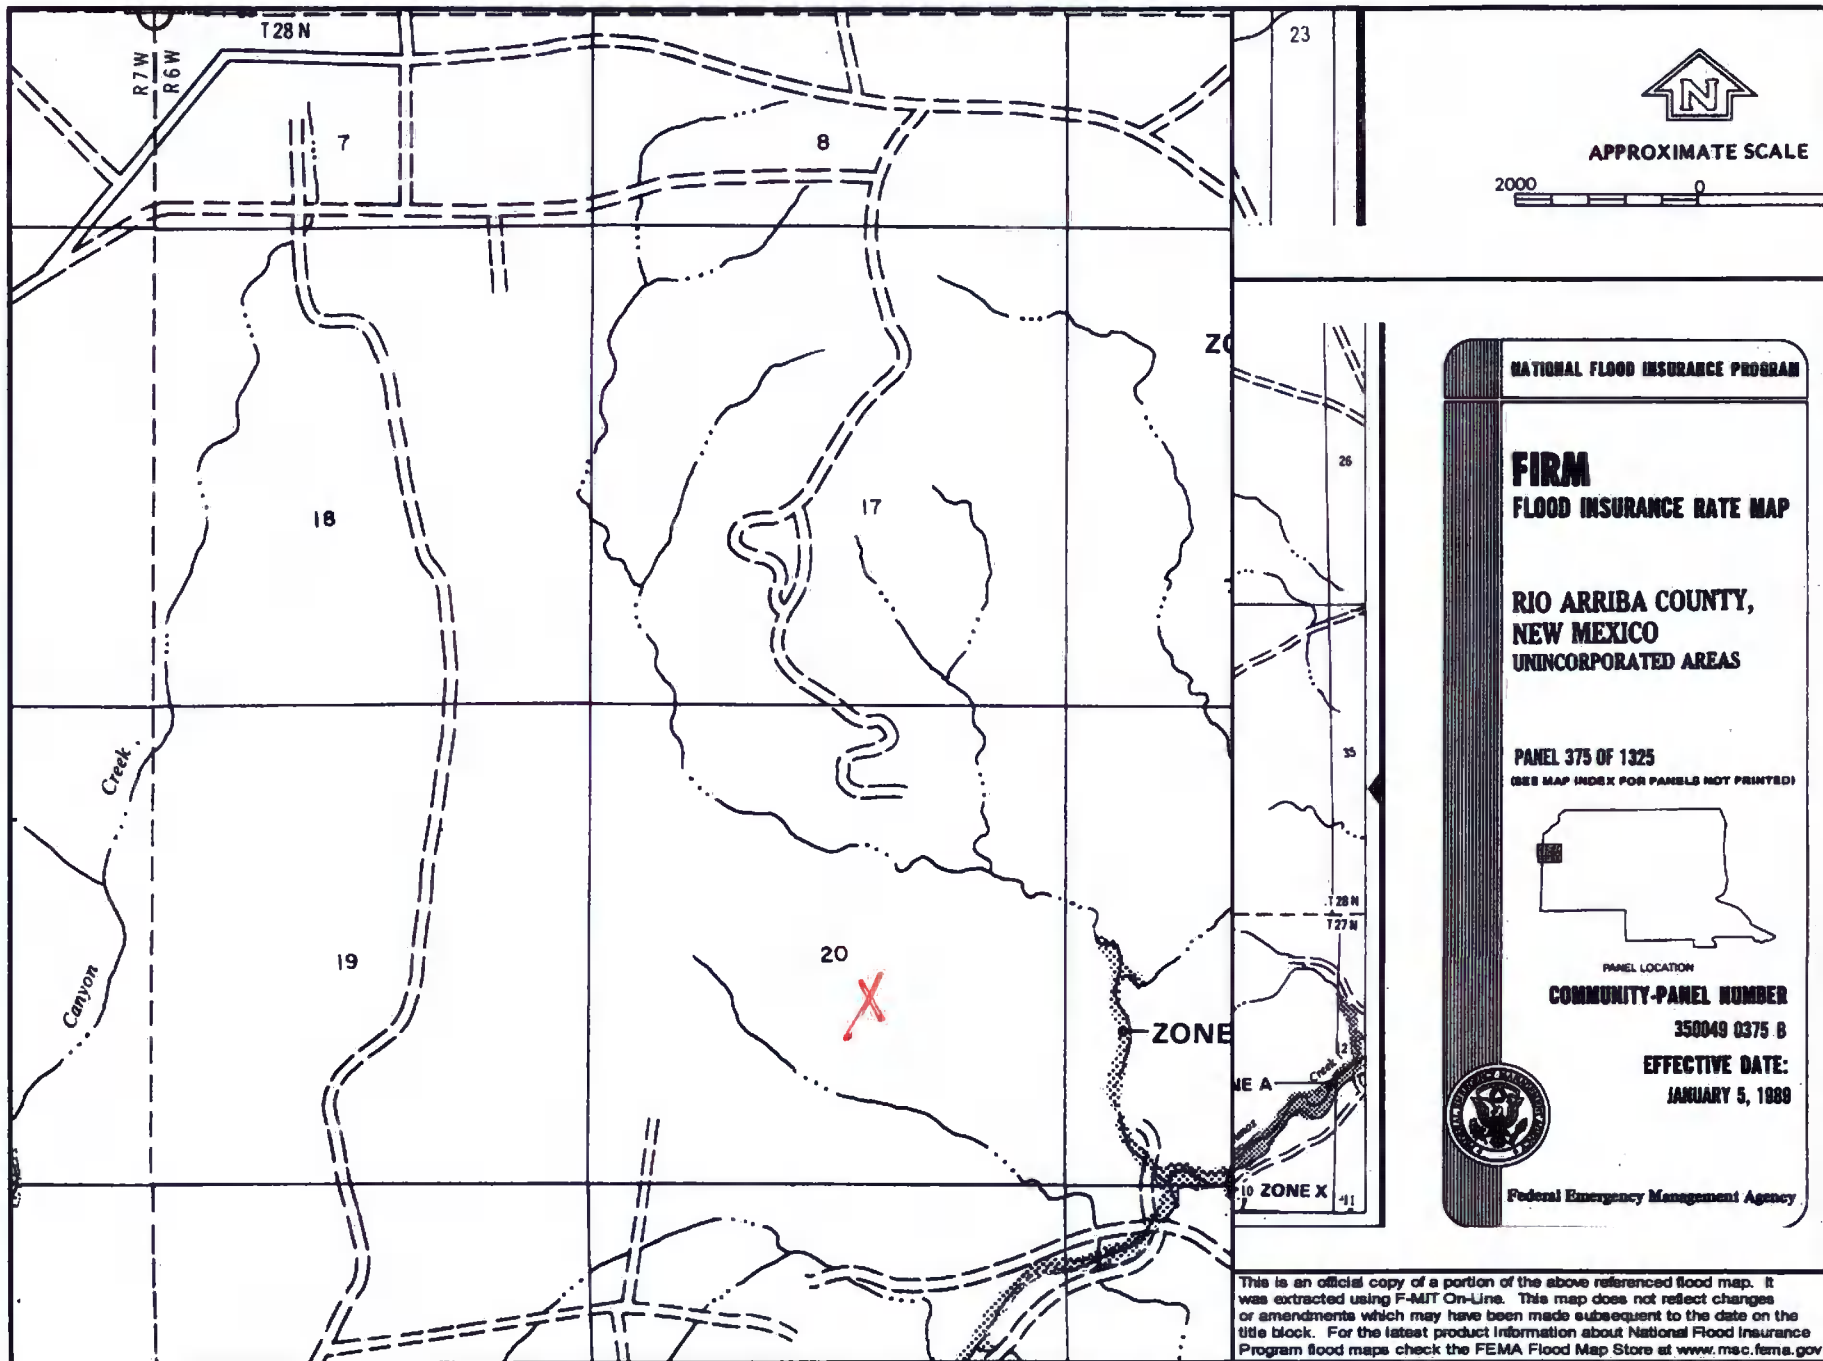 T28N
R7W
R6W
7
8
18
17
Creek
Canyon
19
20
X
ZONE
23
26
35
T28N
T27N
12
NE A
Creek
10 ZONE X
11
N
APPROXIMATE SCALE
2000 0
NATIONAL FLOOD INSURANCE PROGRAM
FIRM
FLOOD INSURANCE RATE MAP
RIO ARRIBA COUNTY,
NEW MEXICO
UNINCORPORATED AREAS
PANEL 375 OF 1325
(SEE MAP INDEX FOR PANELS NOT PRINTED)
PANEL LOCATION
COMMUNITY-PANEL NUMBER
350049 0375 B
EFFECTIVE DATE:
JANUARY 5, 1989
Federal Emergency Management Agency
This is an official copy of a portion of the above referenced flood map. It
was extracted using F-MIT On-Line. This map does not reflect changes
or amendments which may have been made subsequent to the date on the
title block. For the latest product information about National Flood Insurance
Program flood maps check the FEMA Flood Map Store at www.msc.fema.gov